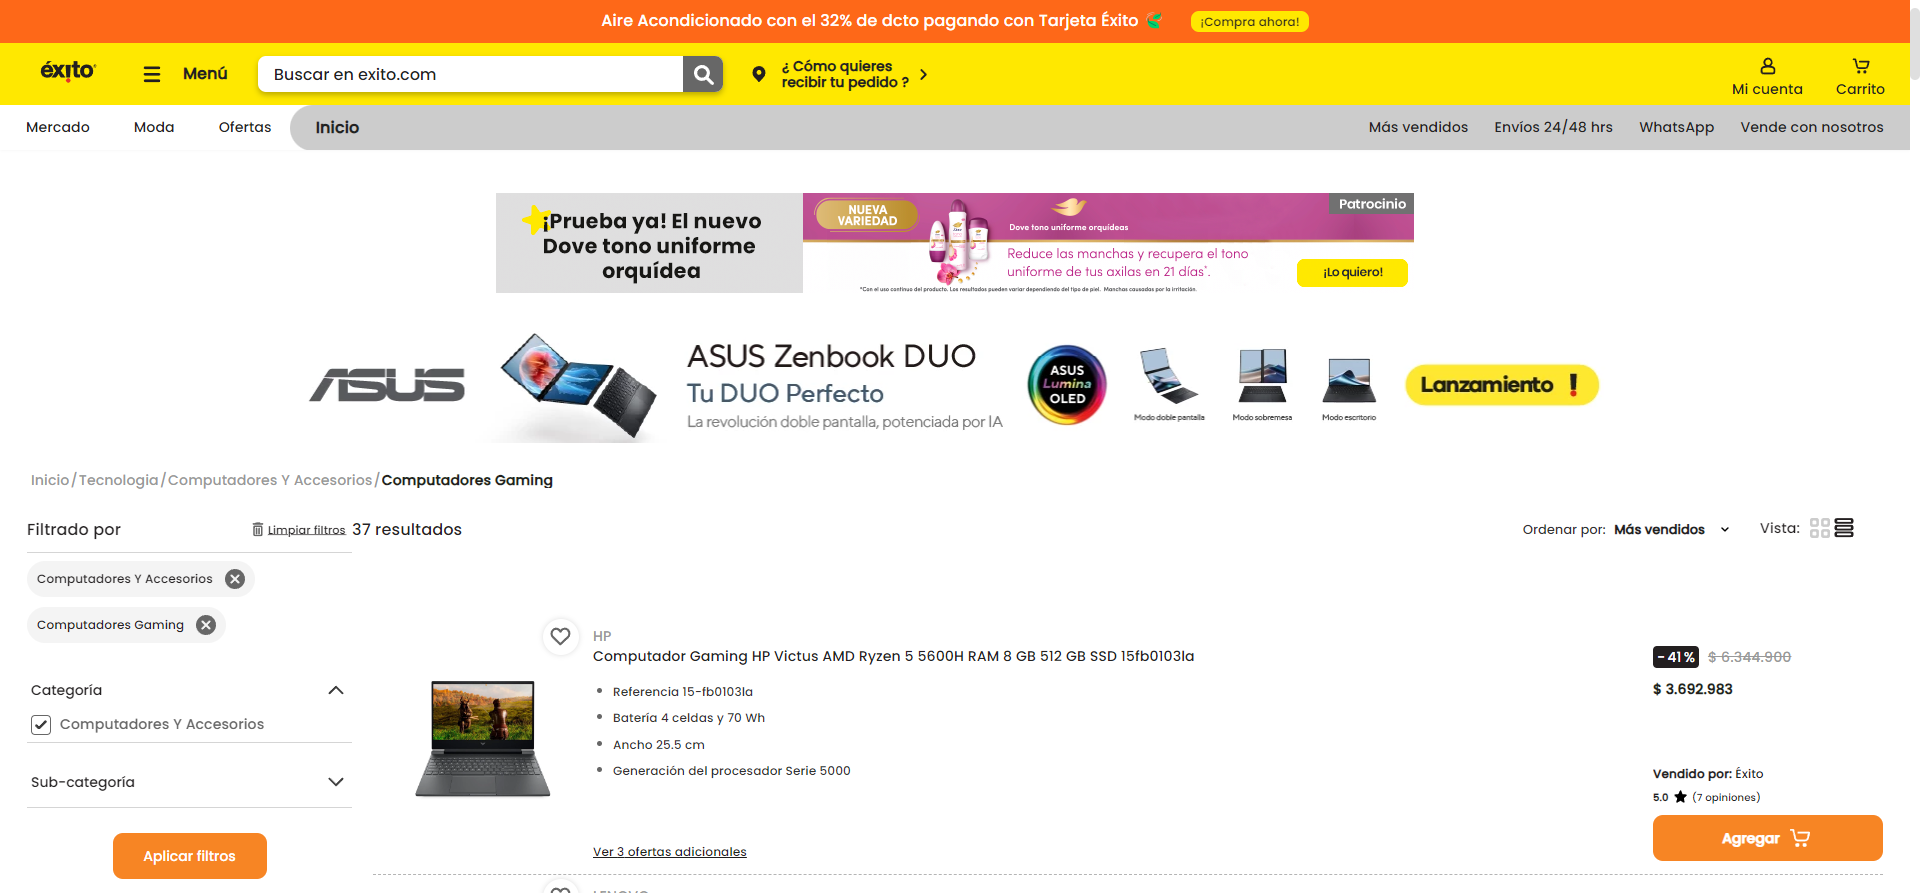 Aire Acondicionado con el 32% de dcto pagando con Tarjeta Éxito
¡Compra ahora!
éxito
Menú
Buscar en exito.com
¿ Cómo quieres
recibir tu pedido ?
Mi cuenta
Carrito
Mercado
Moda
Ofertas
Inicio
Más vendidos
Envíos 24/48 hrs
WhatsApp
Vende con nosotros
¡Prueba ya! El nuevo
Dove tono uniforme
orquídea
NUEVA
VARIEDAD
Dove tono uniforme orquídeas
Patrocinio
Reduce las manchas y recupera el tono
uniforme de tus axilas en 21 días*.
¡Lo quiero!
*Con el uso continuo del producto. Los resultados pueden variar dependiendo del tipo de piel. Manchas causadas por la irritación.
ASUS
ASUS Zenbook DUO
Tu DUO Perfecto
La revolución doble pantalla, potenciada por IA
ASUS
Lumina
OLED
Modo doble pantalla
Modo sobremesa
Modo escritorio
Lanzamiento !
Inicio/Tecnologia/Computadores Y Accesorios/Computadores Gaming
Filtrado por
Limpiar filtros
37 resultados
Ordenar por: Más vendidos
Vista:
Computadores Y Accesorios
Computadores Gaming
Categoría
Computadores Y Accesorios
Sub-categoría
Aplicar filtros
HP
Computador Gaming HP Victus AMD Ryzen 5 5600H RAM 8 GB 512 GB SSD 15fb0103la
Referencia 15-fb0103la
Batería 4 celdas y 70 Wh
Ancho 25.5 cm
Generación del procesador Serie 5000
Ver 3 ofertas adicionales
- 41 % $ 6.344.900
$ 3.692.983
Vendido por: Éxito
5.0 (7 opiniones)
Agregar
LENOVO